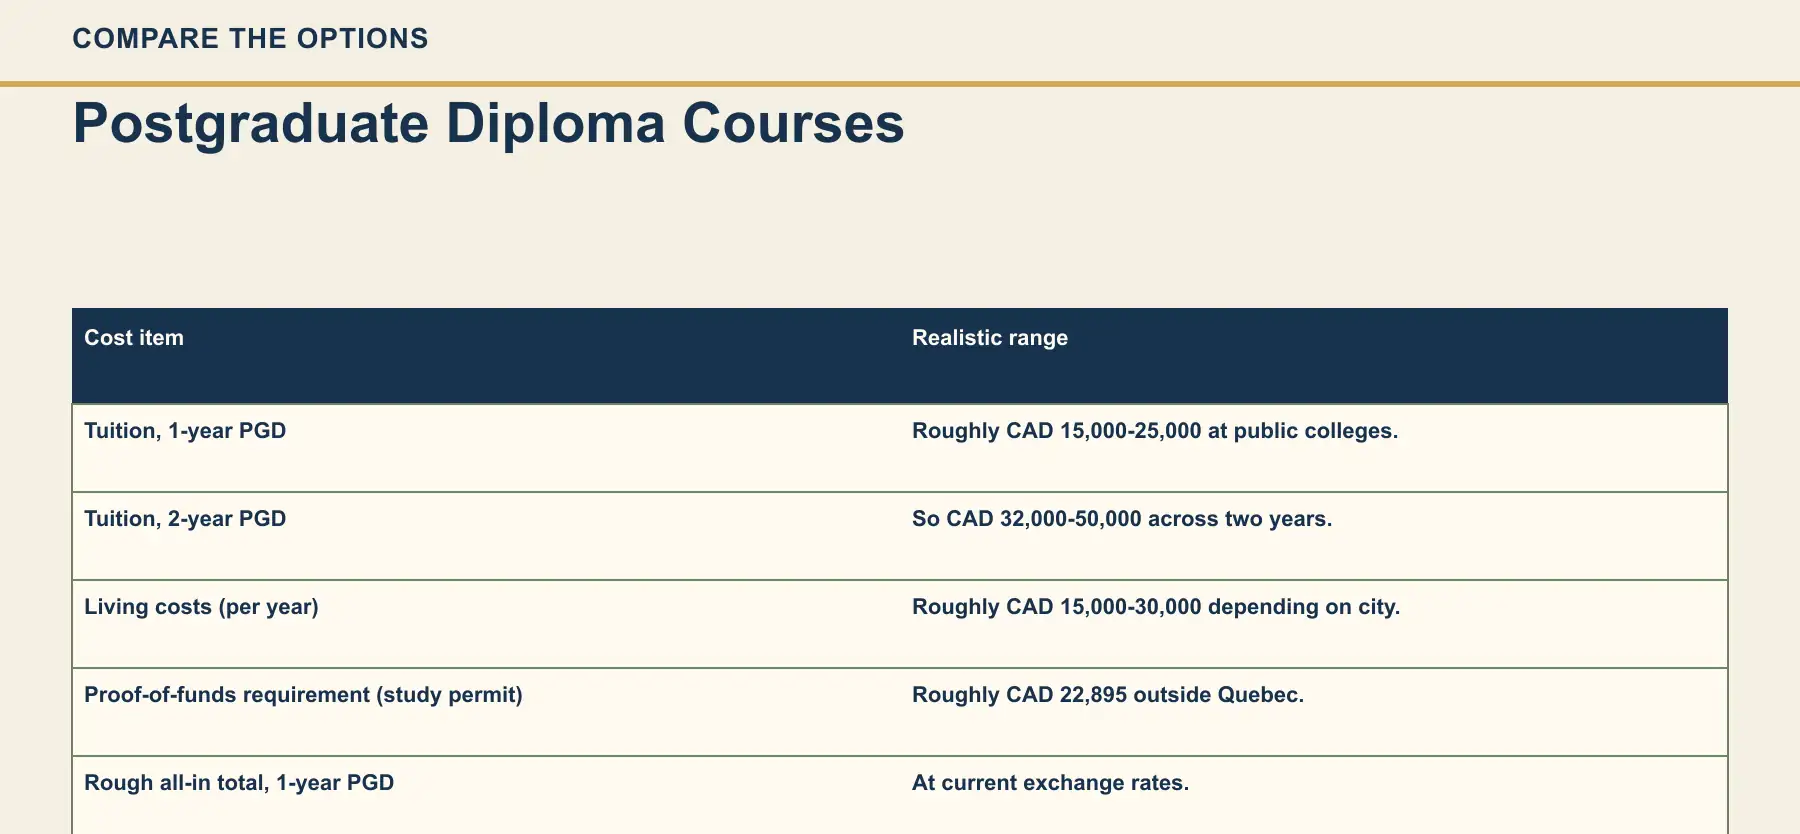 COMPARE THE OPTIONS
Postgraduate Diploma Courses
Cost item
Realistic range
Tuition, 1-year PGD
Roughly CAD 15,000-25,000 at public colleges.
Tuition, 2-year PGD
So CAD 32,000-50,000 across two years.
Living costs (per year)
Roughly CAD 15,000-30,000 depending on city.
Proof-of-funds requirement (study permit)
Roughly CAD 22,895 outside Quebec.
Rough all-in total, 1-year PGD
At current exchange rates.